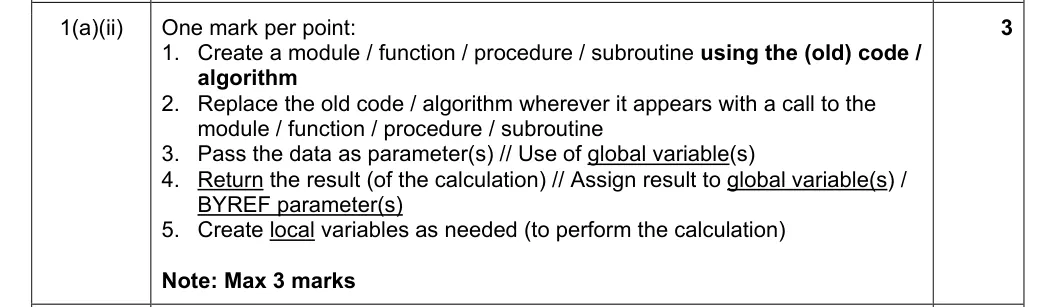 1(a)(ii) One mark per point: 3
1. Create a module / function / procedure / subroutine using the (old) code /
algorithm
2. Replace the old code / algorithm wherever it appears with a call to the
module / function / procedure / subroutine
3. Pass the data as parameter(s) // Use of global variable(s)
4. Return the result (of the calculation) // Assign result to global variable(s) /
BYREF parameter(s)
5. Create local variables as needed (to perform the calculation)
Note: Max 3 marks